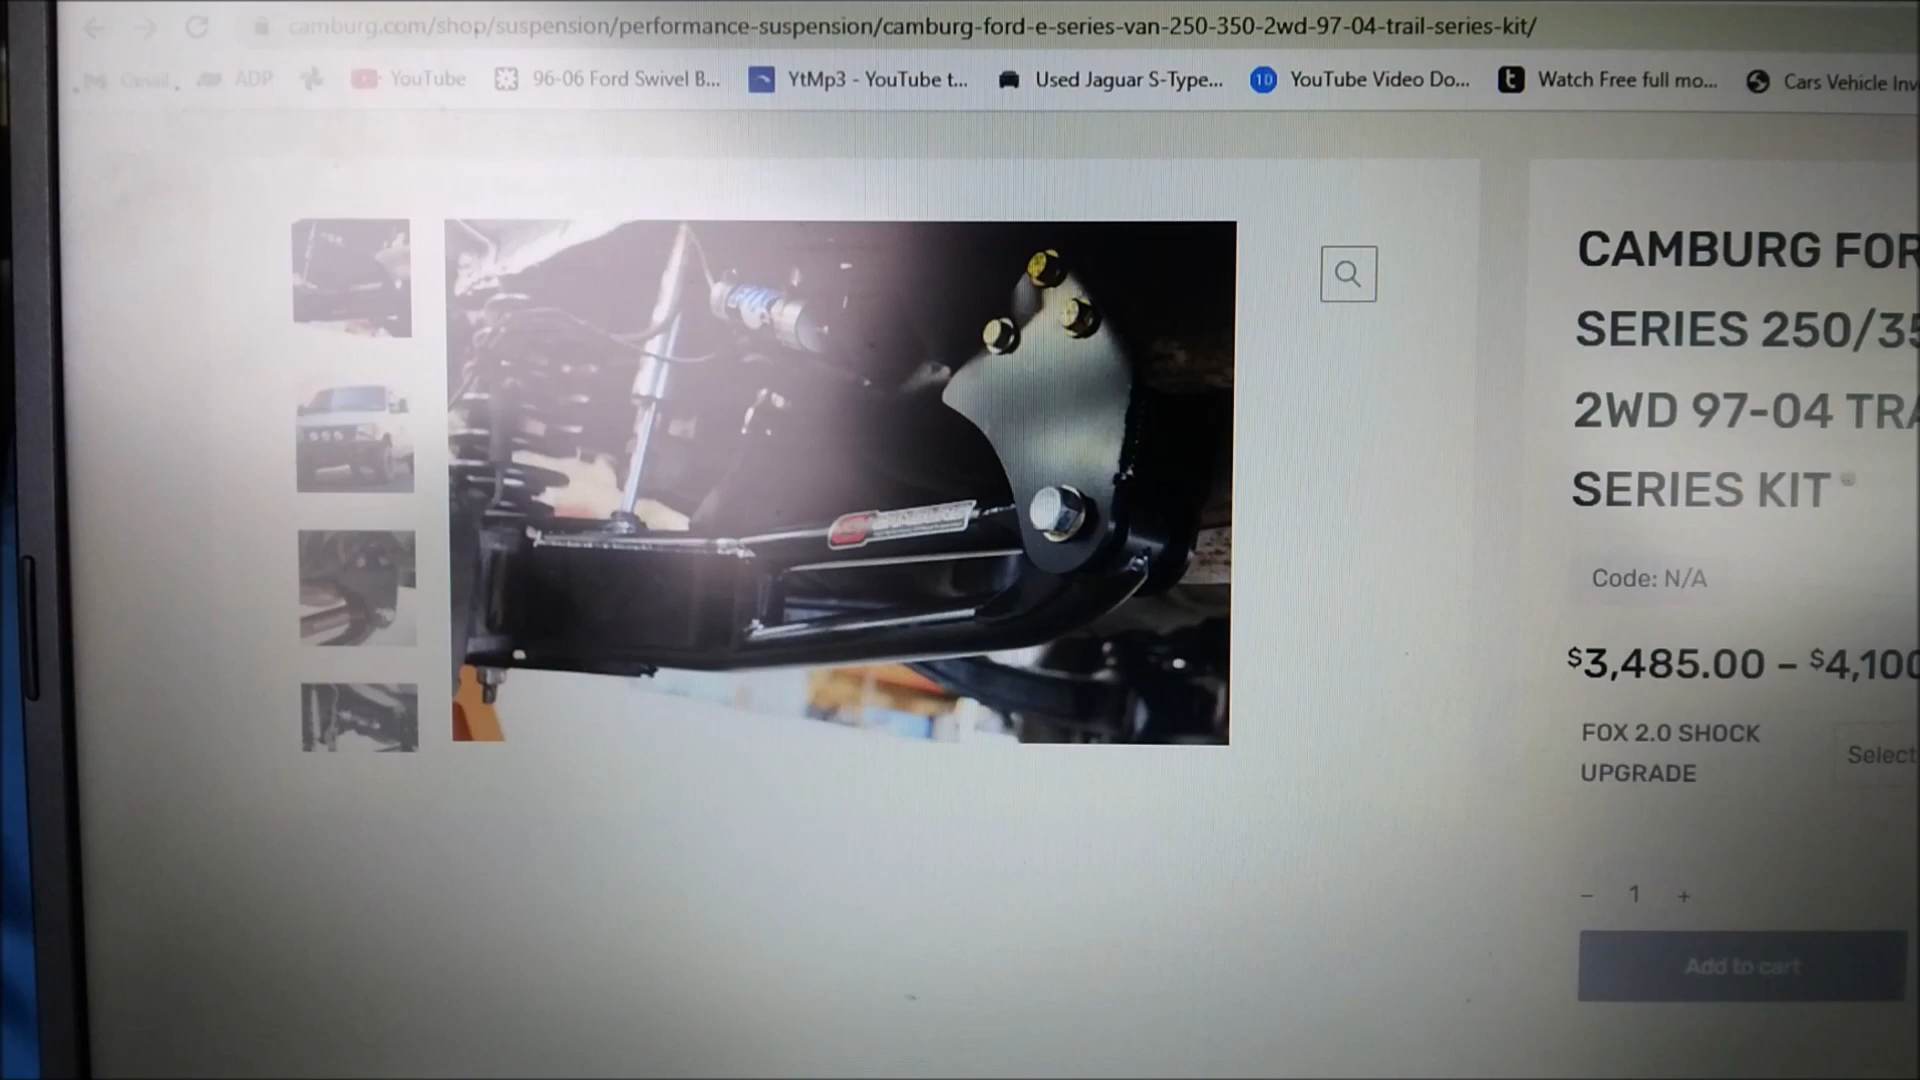 camburg.com/shop/suspension/performance-suspension/camburg-ford-e-series-van-250-350-2wd-97-04-trail-series-kit/
Gmail ADP YouTube 96-06 Ford Swivel B... YtMp3 - YouTube t... Used Jaguar S-Type... YouTube Video Do... Watch Free full mo... Cars Vehicle Inv
CAMBURG FOR
SERIES 250/35
2WD 97-04 TRA
SERIES KIT
Code: N/A
$3,485.00 – $4,100
FOX 2.0 SHOCK
UPGRADE
Select
− 1 +
Add to cart